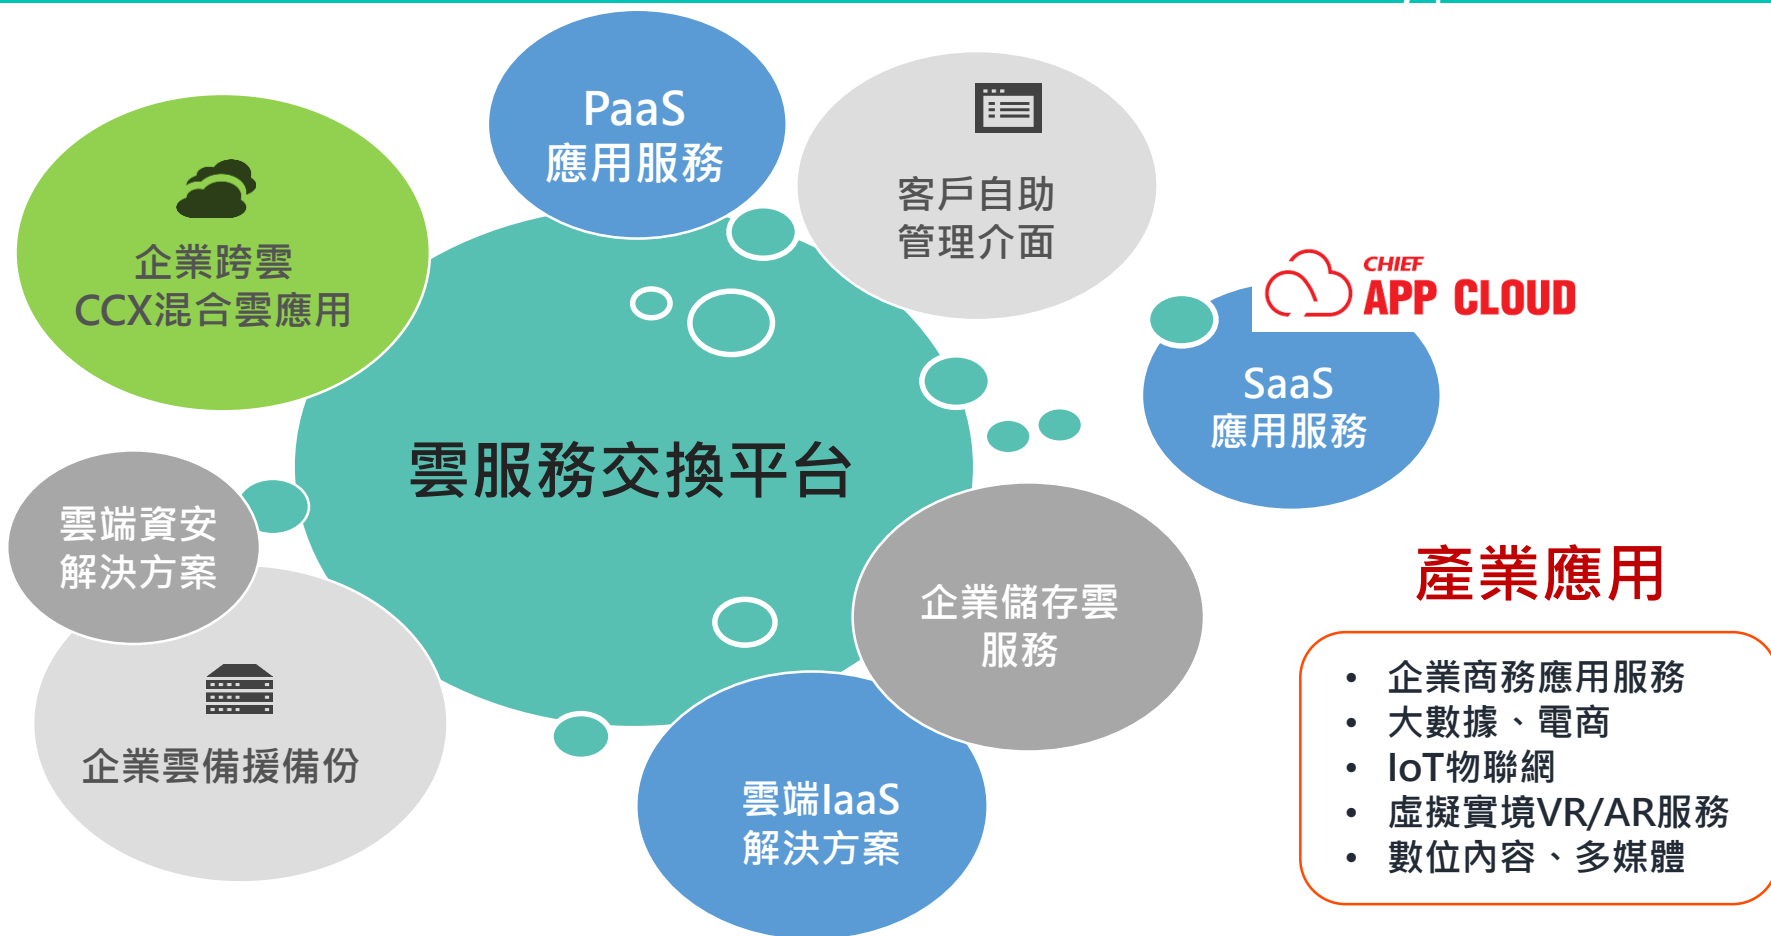 PaaS
應用服務
客戶自助
管理介面
企業跨雲
CCX混合雲應用
CHIEF
APP CLOUD
SaaS
應用服務
雲服務交換平台
雲端資安
解決方案
企業儲存雲
服務
企業雲備援備份
雲端IaaS
解決方案
產業應用
• 企業商務應用服務
• 大數據、電商
• IoT物聯網
• 虛擬實境VR/AR服務
• 數位內容、多媒體